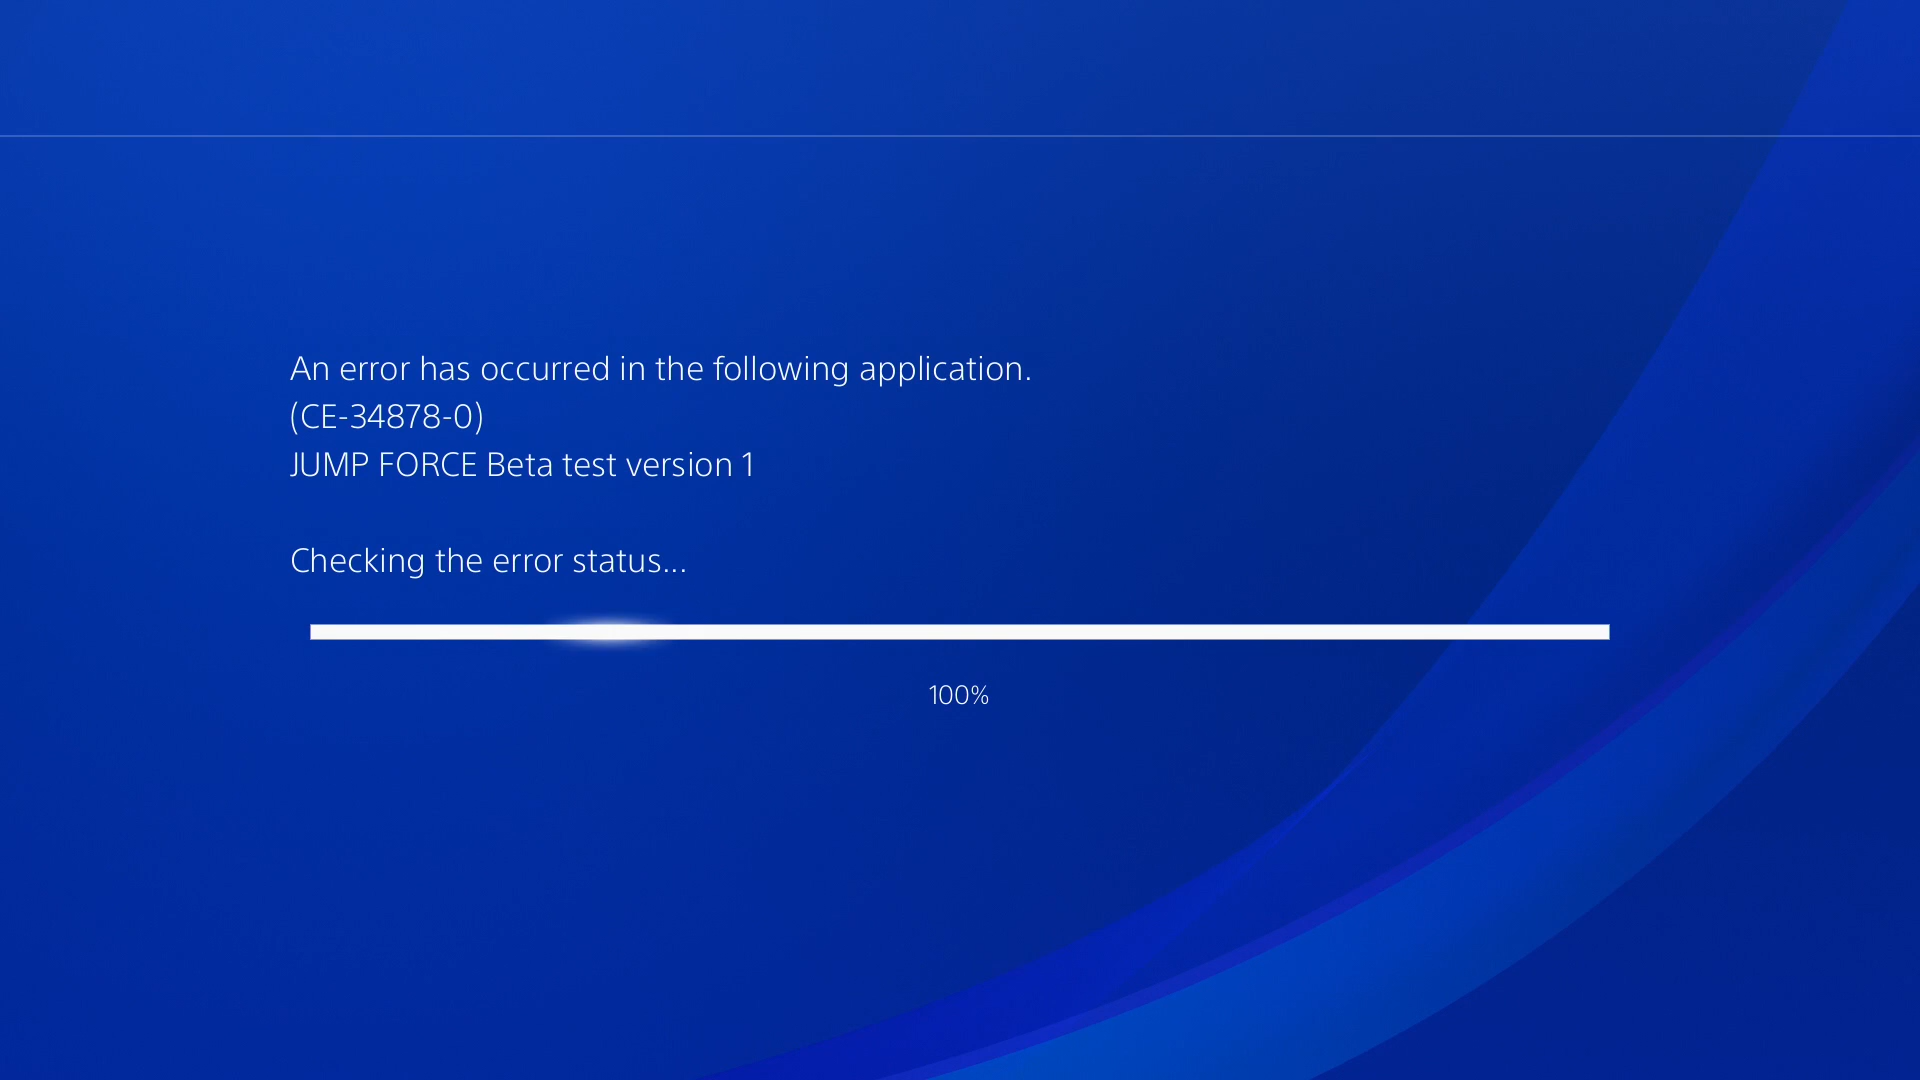 An error has occurred in the following application.
(CE-34878-0)
JUMP FORCE Beta test version 1
Checking the error status...
100%